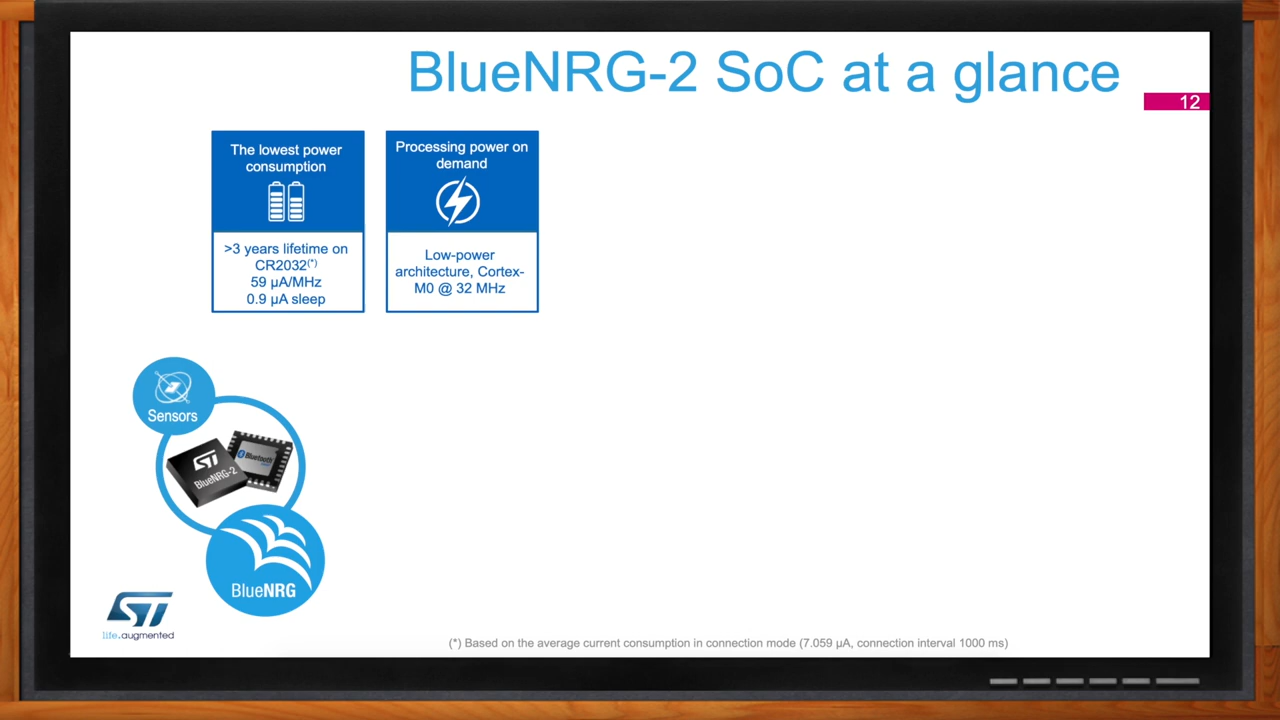 BlueNRG-2 SoC at a glance
12
The lowest power
consumption
>3 years lifetime on
CR2032(*)
59 µA/MHz
0.9 µA sleep
Processing power on
demand
Low-power
architecture, Cortex-
M0 @ 32 MHz
Sensors
ST
BlueNRG-2
Bluetooth
BlueNRG
ST
life.augmented
(*) Based on the average current consumption in connection mode (7.059 µA, connection interval 1000 ms)